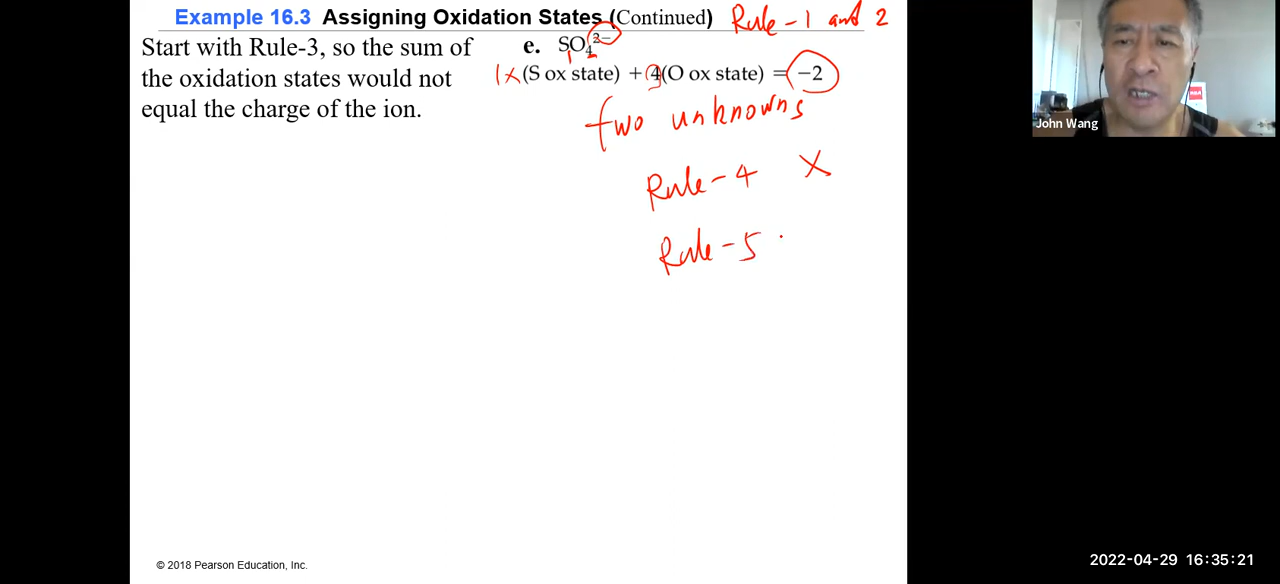 Example 16.3 Assigning Oxidation States (Continued) Rule-1 and 2
Start with Rule-3, so the sum of
the oxidation states would not
equal the charge of the ion.
e. SO₄²⁻
1×(S ox state) + 4(O ox state) = −2
two unknowns
Rule-4 X
Rule-5
John Wang
© 2018 Pearson Education, Inc.
2022-04-29 16:35:21